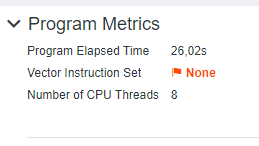 Program Metrics
Program Elapsed Time 26,02s
Vector Instruction Set None
Number of CPU Threads 8